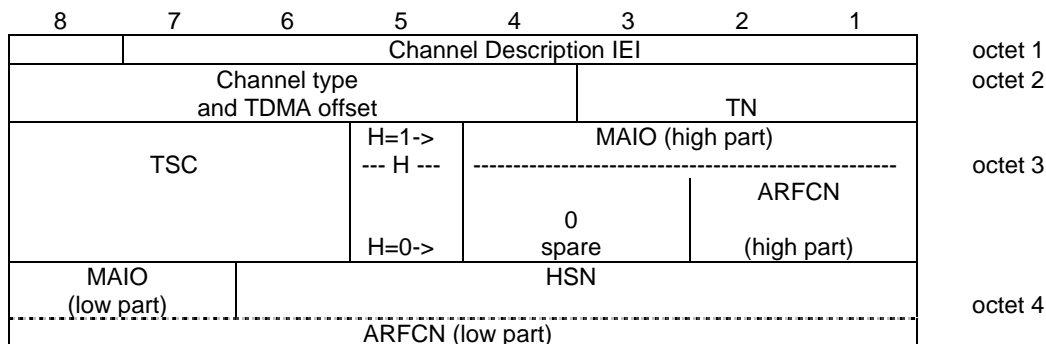 8 7 6 5 4 3 2 1
Channel Description IEI octet 1
Channel type octet 2
and TDMA offset TN
H=1-> MAIO (high part)
TSC --- H --- ---------------------------------------------------- octet 3
ARFCN
0
H=0-> spare (high part)
MAIO HSN
(low part) octet 4
ARFCN (low part)